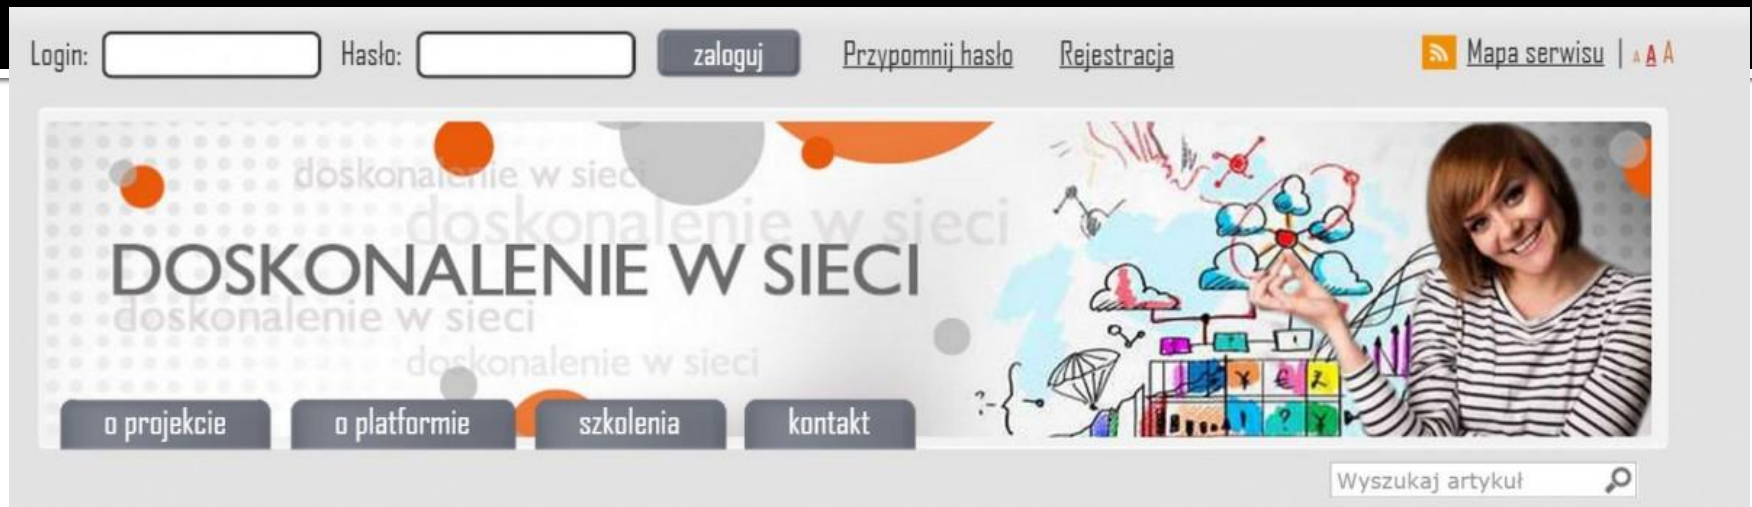 Login: Hasło: zaloguj Przypomnij hasło Rejestracja Mapa serwisu | A A A
doskonalenie w sieci
doskonalenie w sieci
DOSKONALENIE W SIECI
doskonalenie w sieci
doskonalenie w sieci
o projekcie o platformie szkolenia kontakt
Wyszukaj artykuł